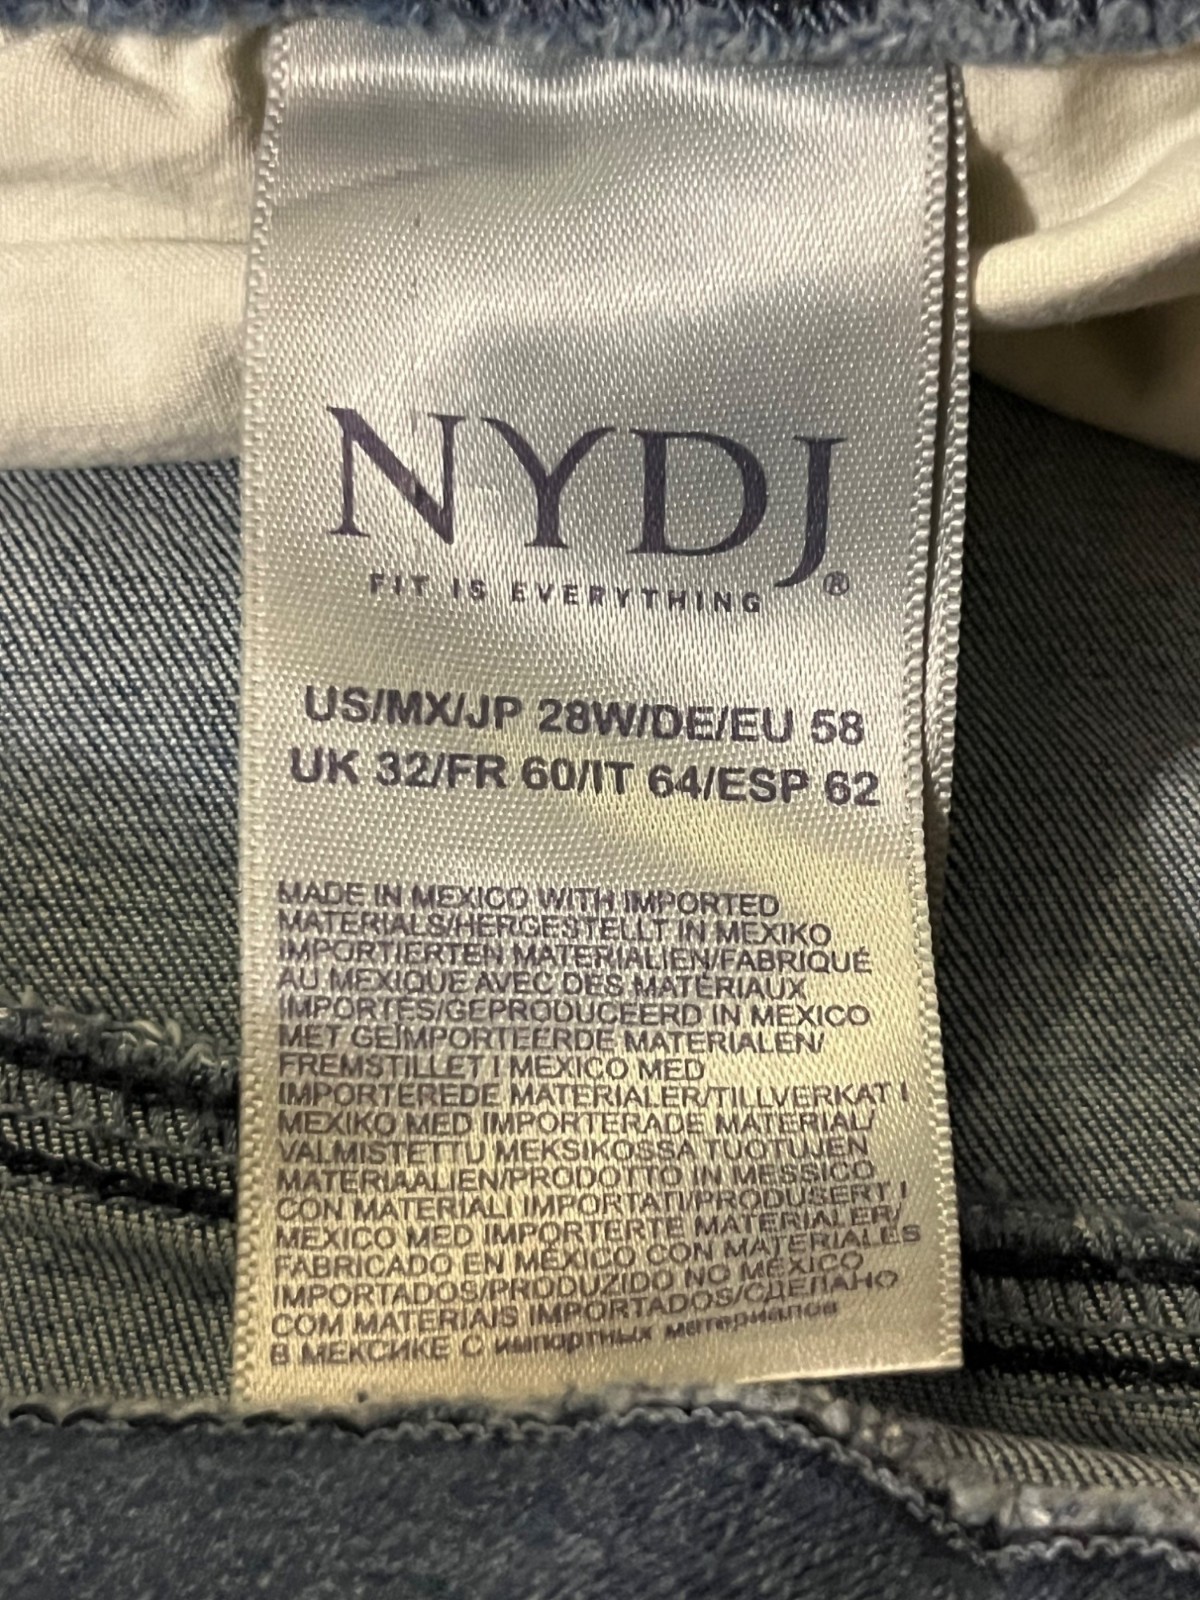 NYDJ®
FIT IS EVERYTHING
US/MX/JP 28W/DE/EU 58
UK 32/FR 60/IT 64/ESP 62
MADE IN MEXICO WITH IMPORTED
MATERIALS/HERGESTELLT IN MEXIKO
IMPORTIERTEN MATERIALIEN/FABRIQUÉ
AU MEXIQUE AVEC DES MATÉRIAUX
IMPORTES/GEPRODUCEERD IN MEXICO
MET GEÏMPORTEERDE MATERIALEN/
FREMSTILLET I MEXICO MED
IMPORTEREDE MATERIALER/TILLVERKAT I
MEXIKO MED IMPORTERADE MATERIAL/
VALMISTETTU MEKSIKOSSA TUOTUJEN
MATERIAALIEN/PRODOTTO IN MESSICO
CON MATERIALI IMPORTATI/PRODUSERT I
MEXICO MED IMPORTERTE MATERIALER/
FABRICADO EN MÉXICO CON MATERIALES
IMPORTADOS/PRODUZIDO NO MÉXICO
COM MATERIAIS IMPORTADOS/СДЕЛАНО
В МЕКСИКЕ С импортных материалов